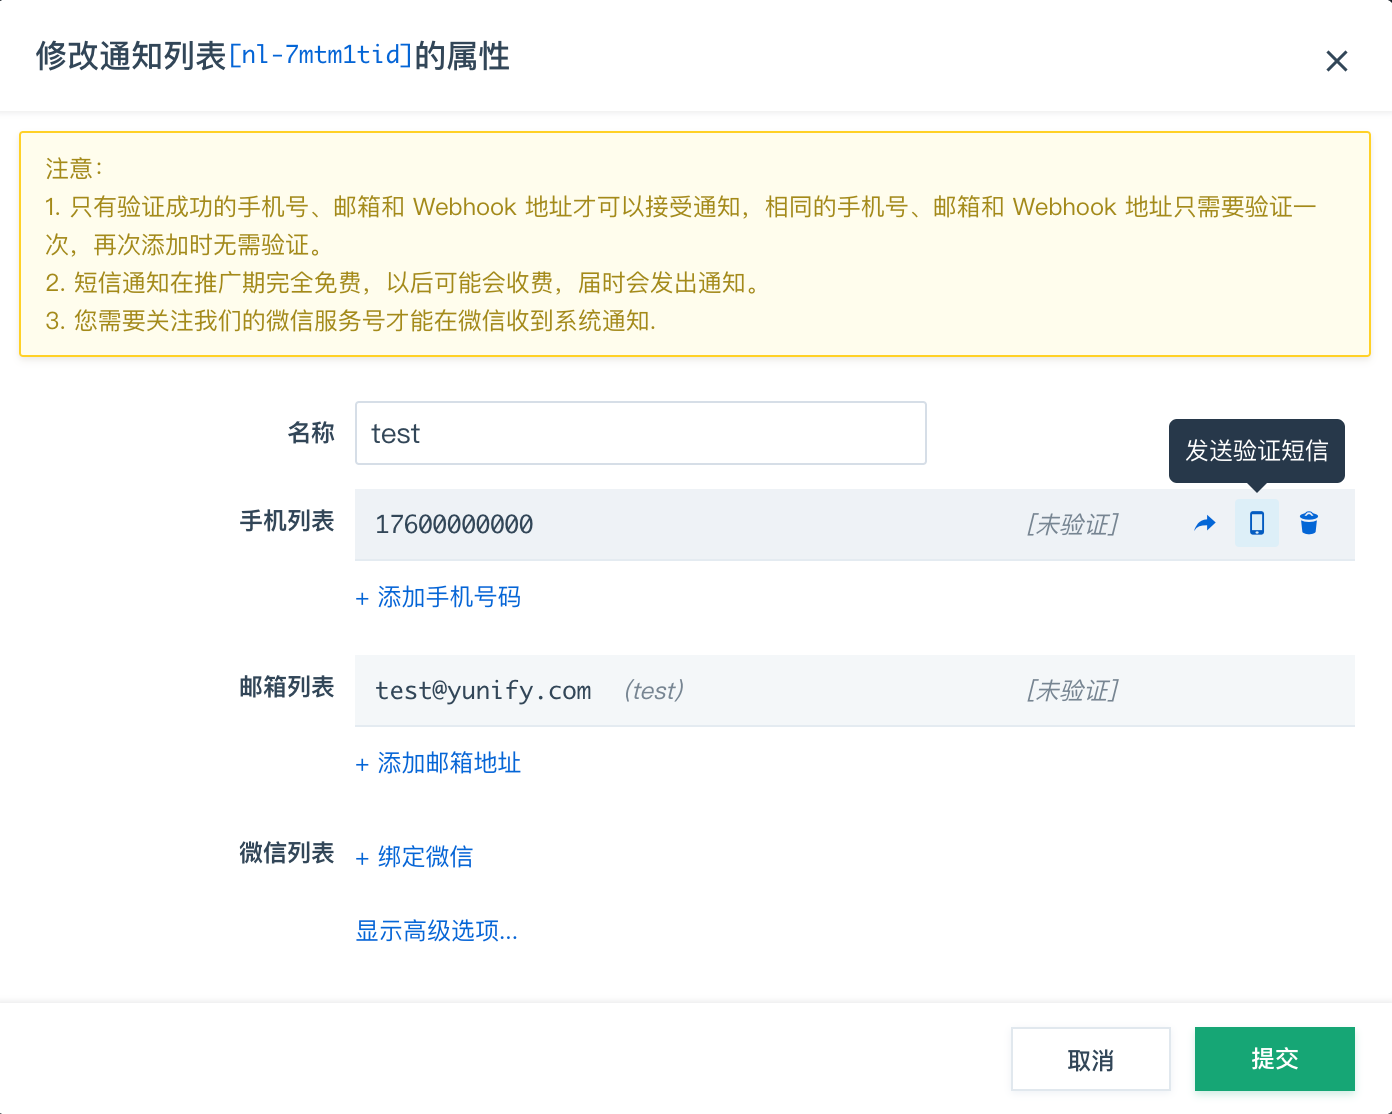 修改通知列表[nl-7mtm1tid]的属性
注意：
1. 只有验证成功的手机号、邮箱和 Webhook 地址才可以接受通知，相同的手机号、邮箱和 Webhook 地址只需要验证一
次，再次添加时无需验证。
2. 短信通知在推广期完全免费，以后可能会收费，届时会发出通知。
3. 您需要关注我们的微信服务号才能在微信收到系统通知.
名称 test
发送验证短信
手机列表 17600000000 [未验证]
+ 添加手机号码
邮箱列表 test@yunify.com (test) [未验证]
+ 添加邮箱地址
微信列表 + 绑定微信
显示高级选项...
取消 提交